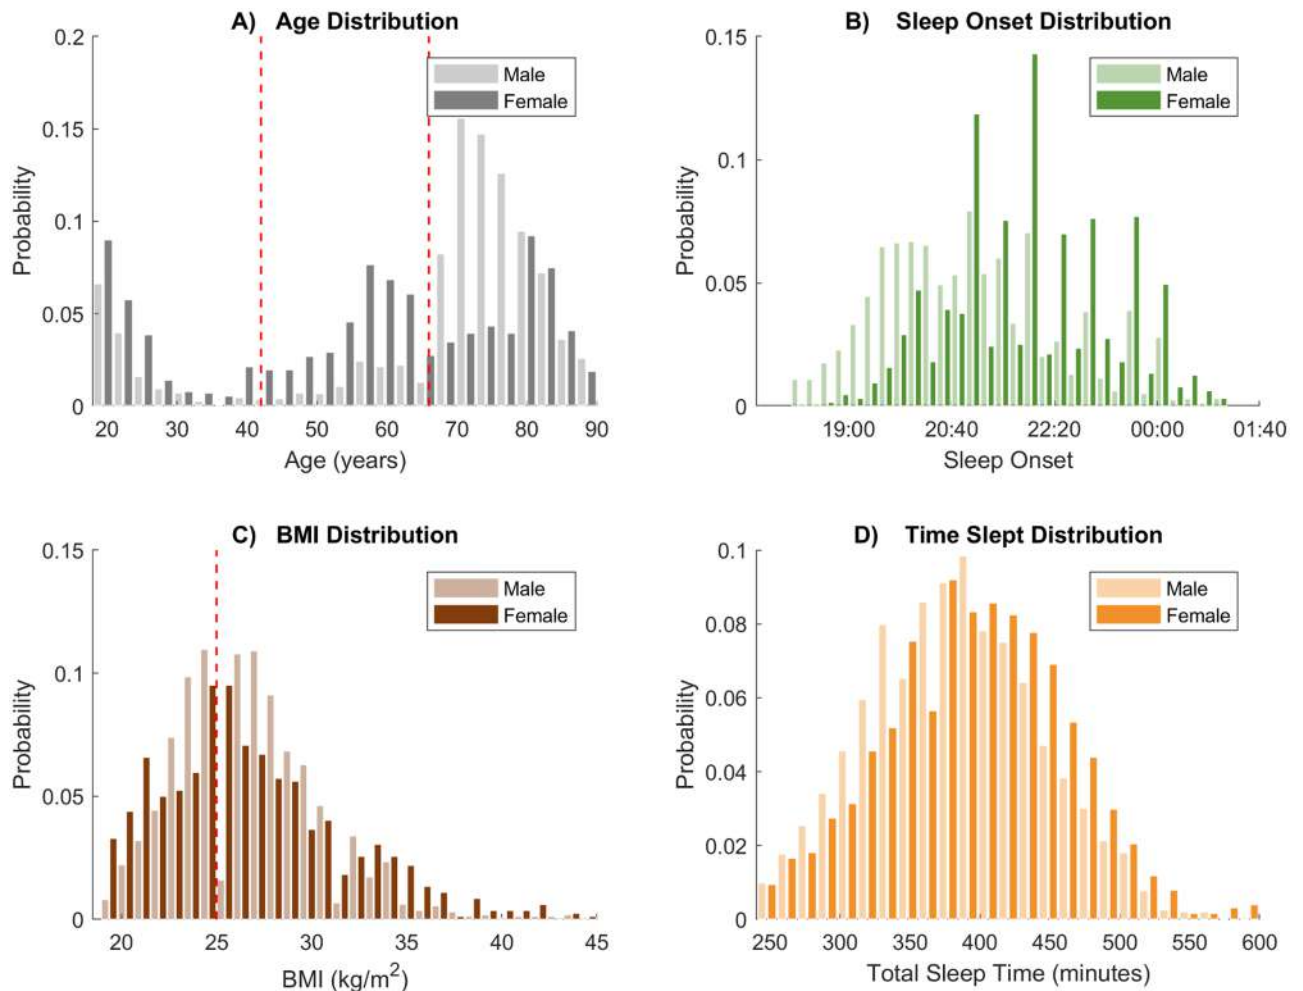 A) Age Distribution
0.2
0.15
0.1
0.05
0
Probability
Male
Female
20 30 40 50 60 70 80 90
Age (years)
B) Sleep Onset Distribution
0.15
0.1
0.05
0
Probability
Male
Female
19:00 20:40 22:20 00:00 01:40
Sleep Onset
C) BMI Distribution
0.15
0.1
0.05
0
Probability
Male
Female
20 25 30 35 40 45
BMI (kg/m²)
D) Time Slept Distribution
0.1
0.08
0.06
0.04
0.02
0
Probability
Male
Female
250 300 350 400 450 500 550 600
Total Sleep Time (minutes)